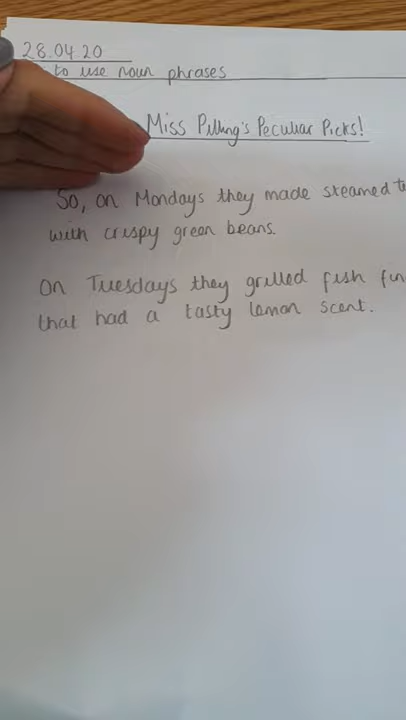 28.04.20
to use noun phrases
Miss Pilling's Peculiar Picks!
So, on Mondays they made steamed
with crispy green beans.
On Tuesdays they grilled fish
that had a tasty lemon scent.